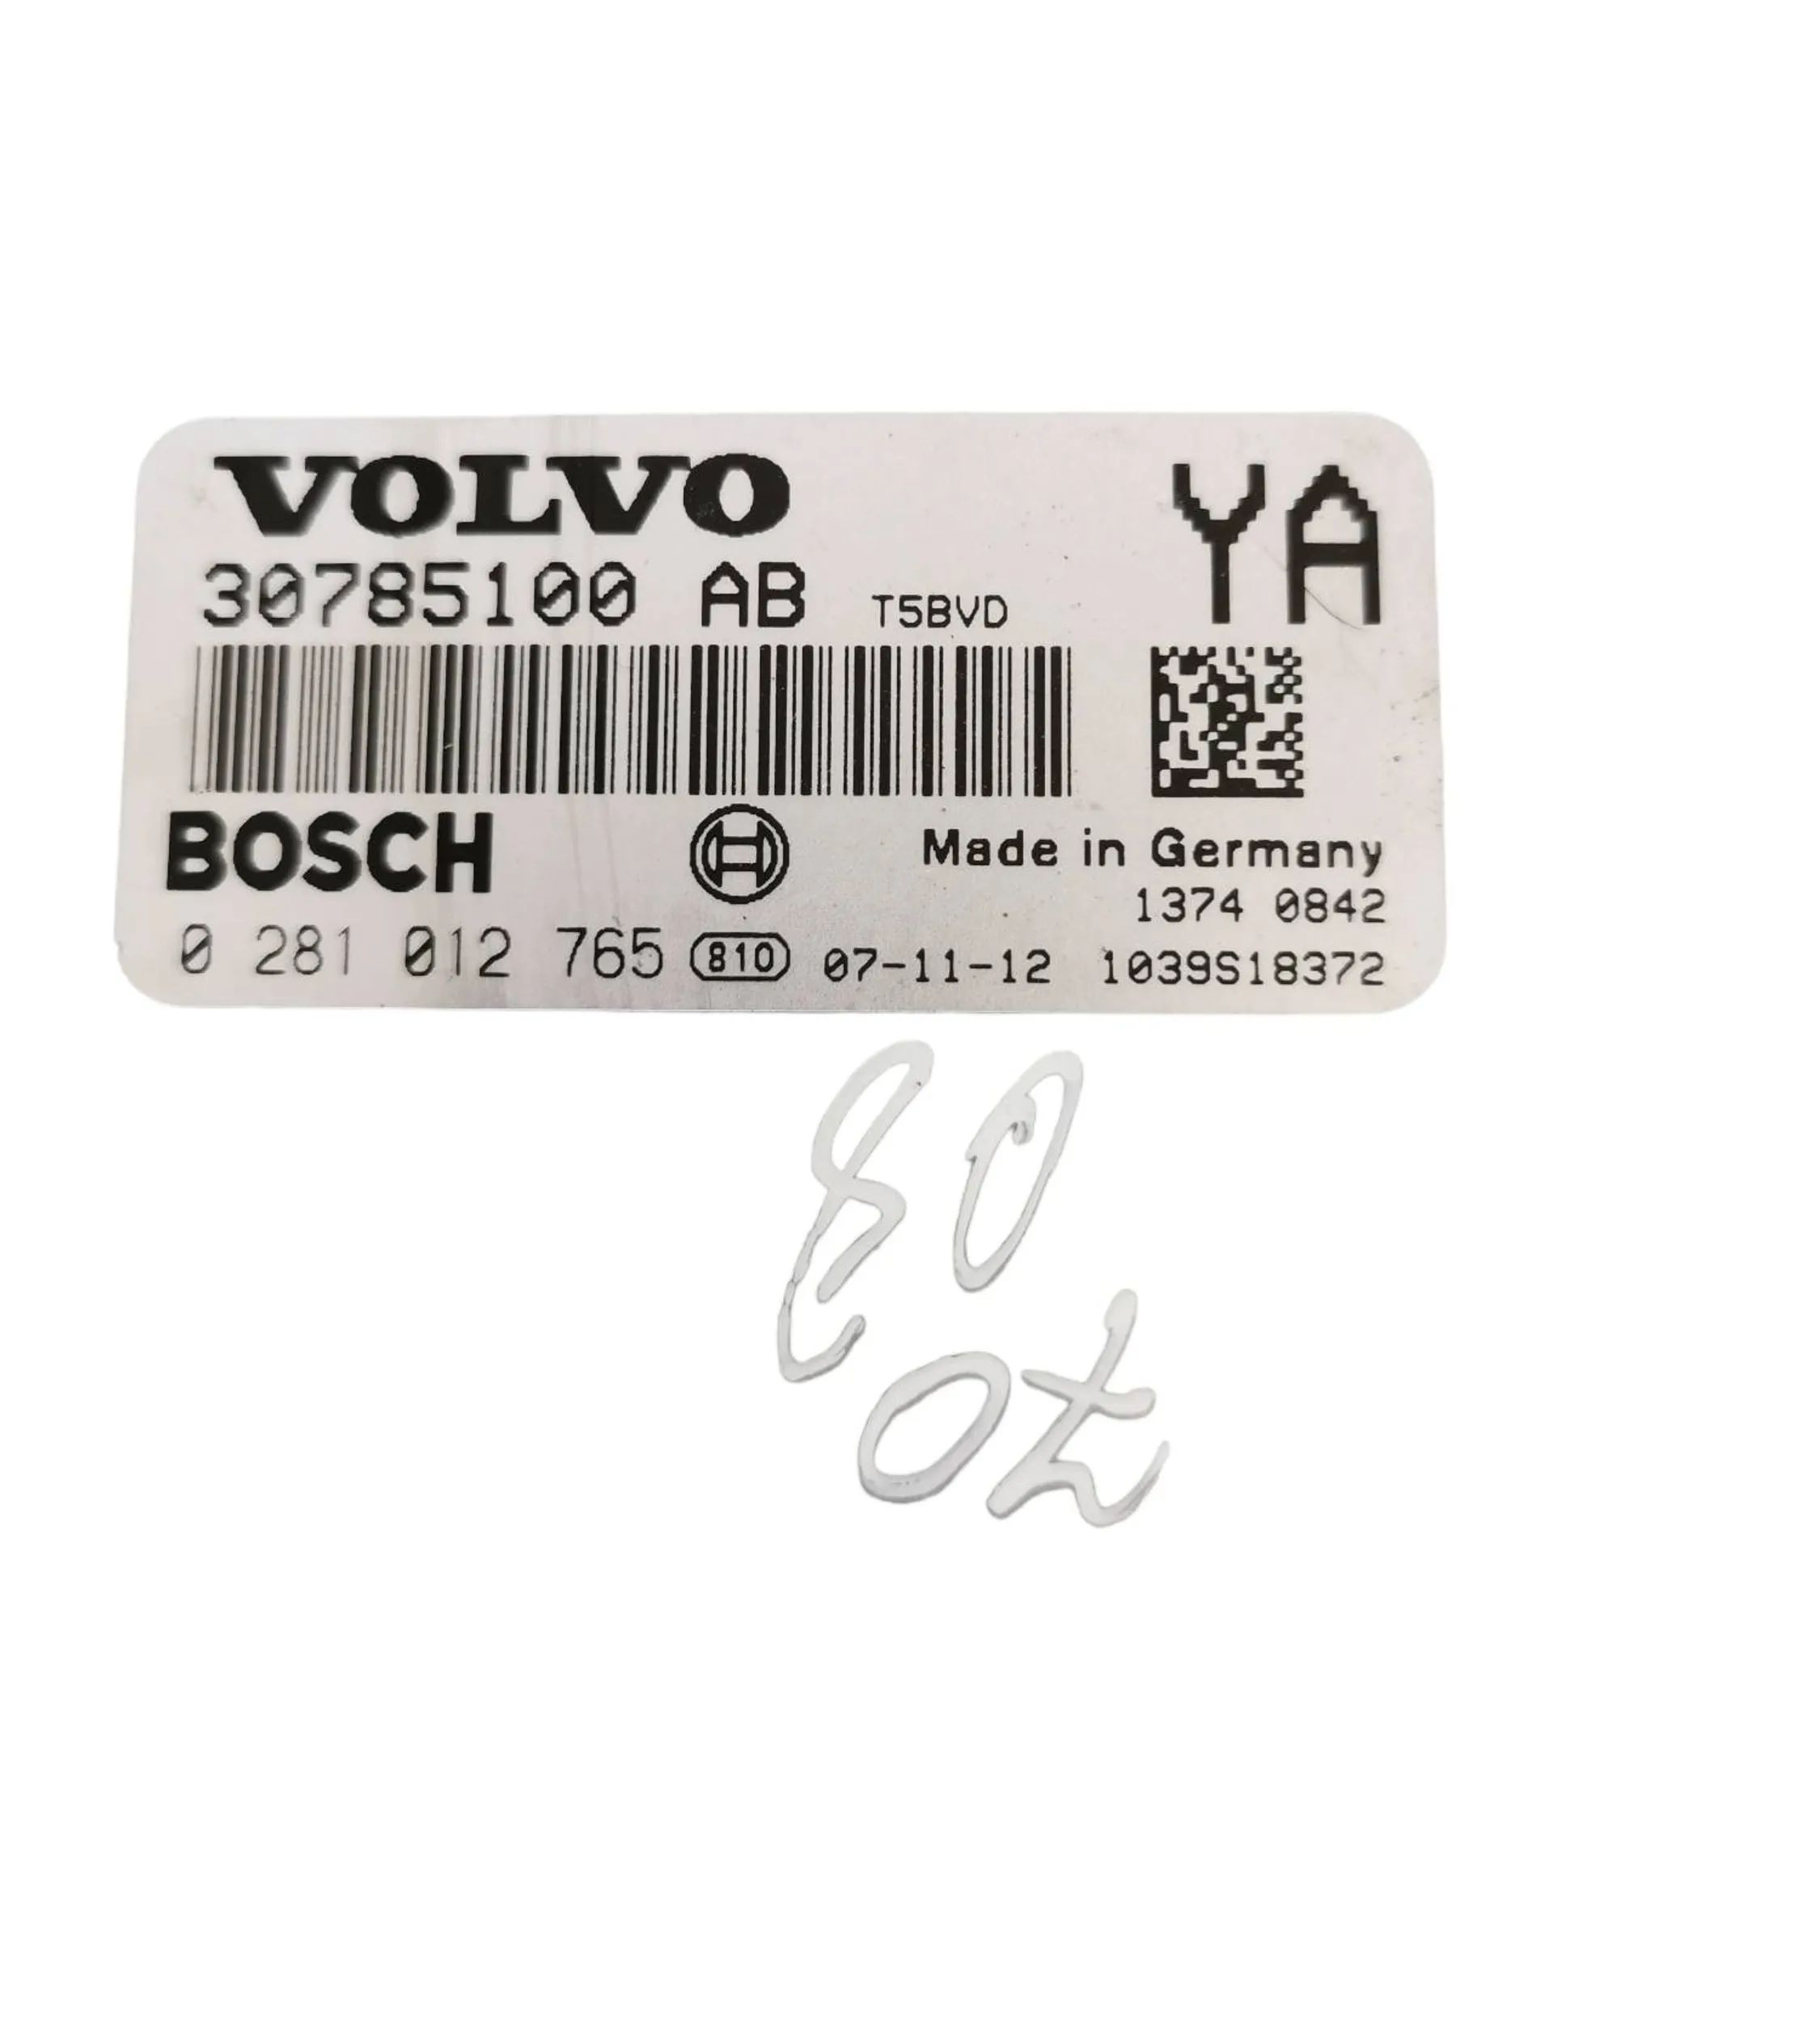 VOLVO
YA
30785100 AB T5BVD
BOSCH
Made in Germany
1374 0842
0 281 012 765 810 07-11-12 1039S18372